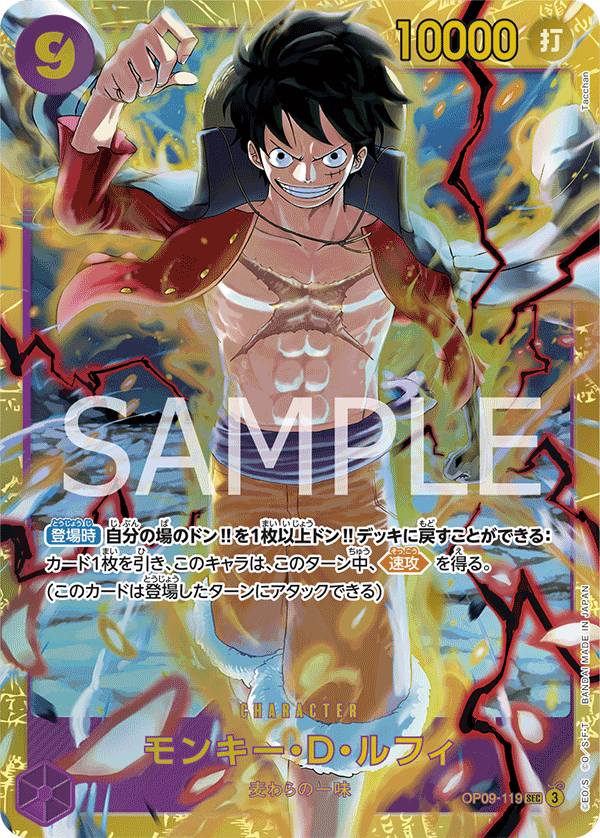 9
10000
打
Tacchan
SAMPLE
登場時 自分の場のドン!!を1枚以上ドン!!デッキに戻すことができる:
カード1枚を引き、このキャラは、このターン中、速攻を得る。
(このカードは登場したターンにアタックできる)
CHARACTER
モンキー・D・ルフィ
麦わらの一味
OP09-119 SEC 3
©E.O/S ©O/S・F・T BANDAI MADE IN JAPAN